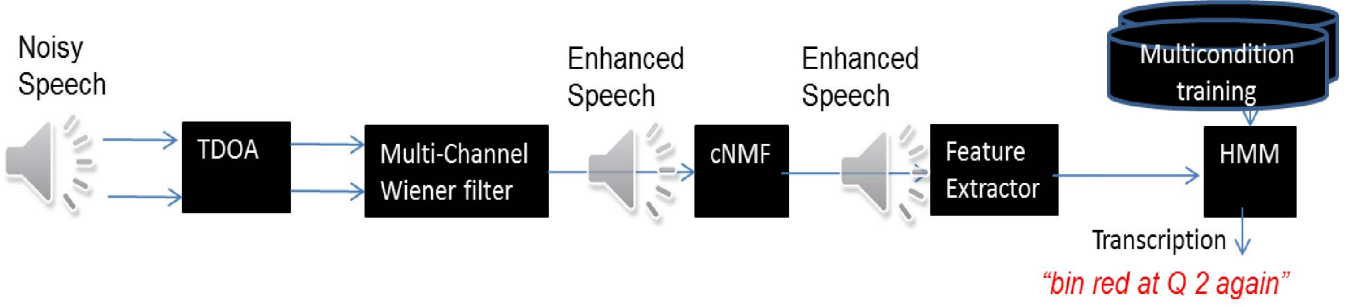 Noisy
Speech
TDOA
Multi-Channel
Wiener filter
Enhanced
Speech
cNMF
Enhanced
Speech
Feature
Extractor
Multicondition
training
HMM
Transcription
“bin red at Q 2 again”